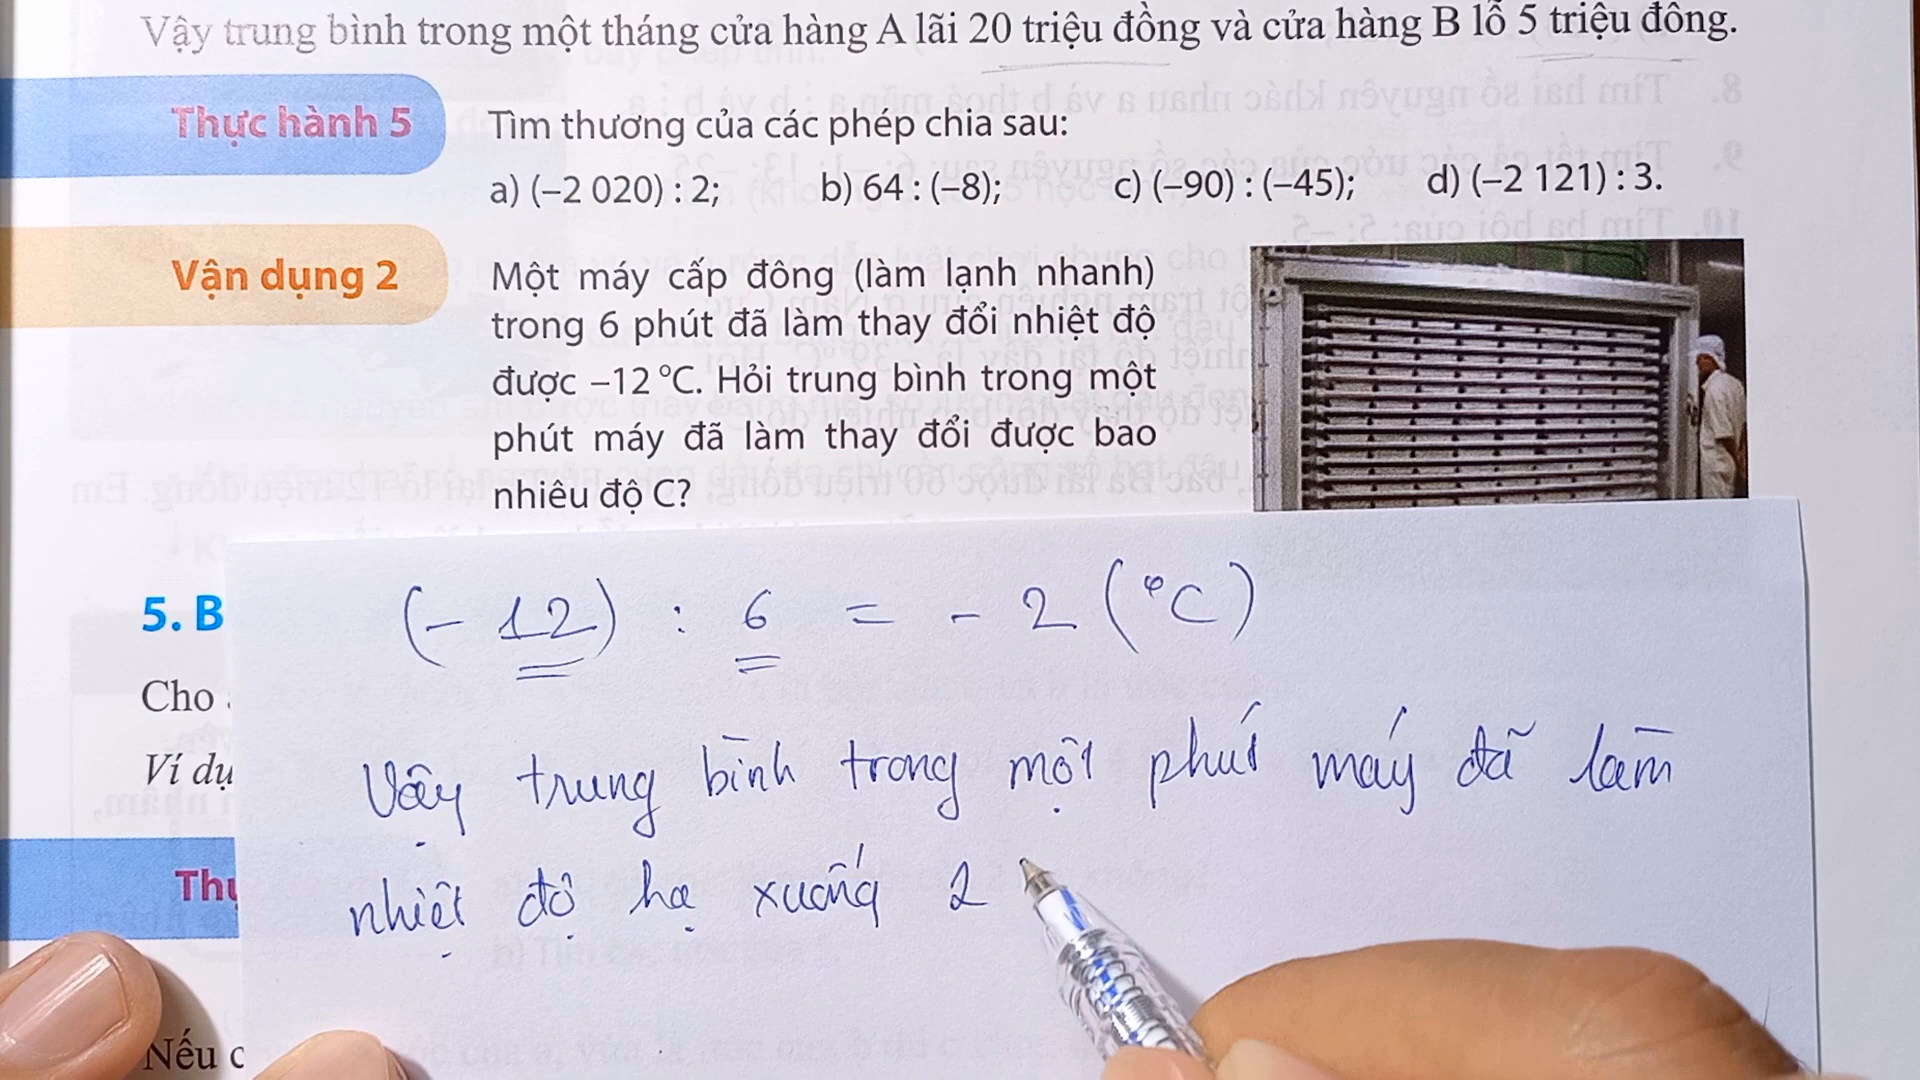 Vậy trung bình trong một tháng cửa hàng A lãi 20 triệu đồng và cửa hàng B lỗ 5 triệu đồng.
Thực hành 5
Tìm thương của các phép chia sau:
a) (–2 020) : 2; b) 64 : (–8); c) (–90) : (–45); d) (–2 121) : 3.
Vận dụng 2
Một máy cấp đông (làm lạnh nhanh)
trong 6 phút đã làm thay đổi nhiệt độ
được –12 °C. Hỏi trung bình trong một
phút máy đã làm thay đổi được bao
nhiêu độ C?
(- 12) : 6 = - 2 (°C)
5. B
Cho
Ví dụ
Vậy trung bình trong một phút máy đã làm
nhiệt độ hạ xuống 2
Thự
Nếu c